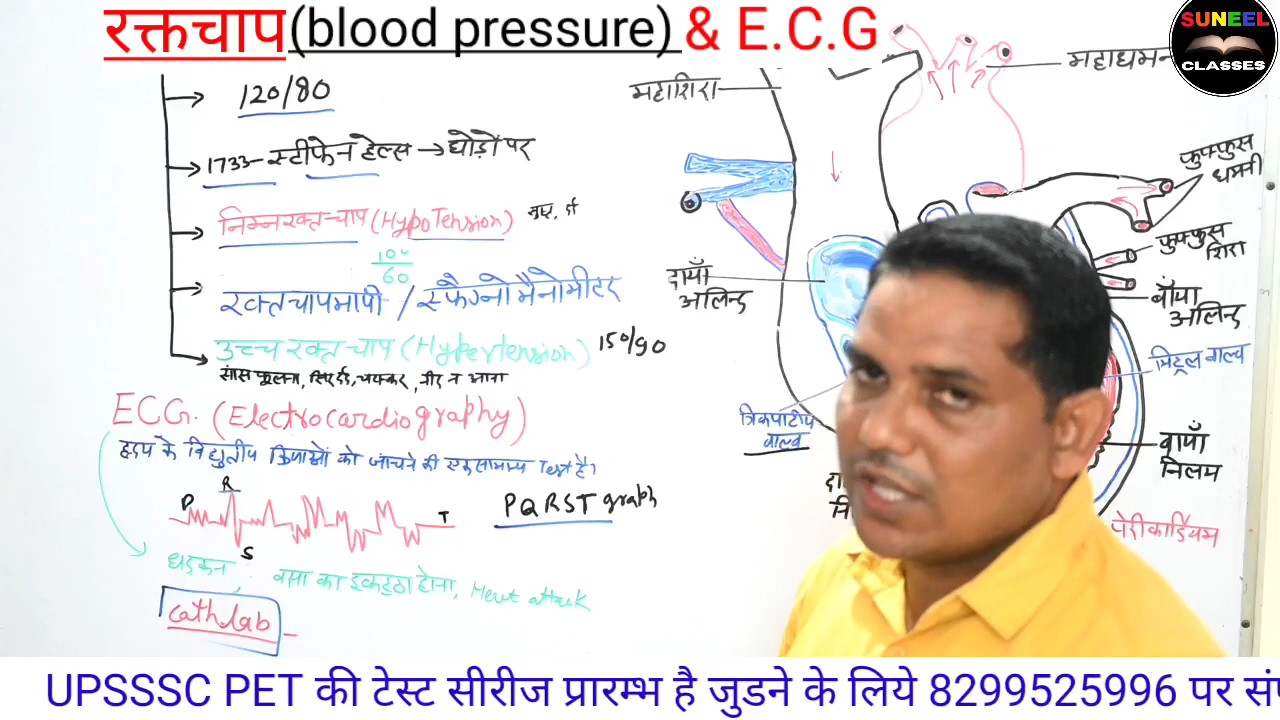 रक्तचाप(blood pressure) & E.C.G
SUNEEL
CLASSES
120/80
1733- स्टीफेन हेल्स → घोड़ों पर
निम्न रक्त चाप (HypoTension)
100
60
रक्तचापमापी / स्फैग्नोमैनोमीटर
उच्च रक्त चाप (Hypertension) 150/90
सांस फूलना, सिरदर्द, चक्कर, नींद न आना
ECG. (Electrocardiography)
हृदय के विद्युतीय क्रियाओं को जांचने की एक सामान्य Test है।
P
R
S
T
PQRST graph
धड़कन
वसा का इकट्ठा होना, Heart attack
Cath lab
महाशिरा
महाधमन
फुफ्फुस
धमनी
फुफ्फुस
शिरा
दायाँ
अलिन्द
बाँया
अलिन्द
मिट्रल वाल्व
त्रिकपाटीय
वाल्व
वायाँ
निलय
पेरीकार्डियम
UPSSSC PET की टेस्ट सीरीज प्रारम्भ है जुडने के लिये 8299525996 पर सं